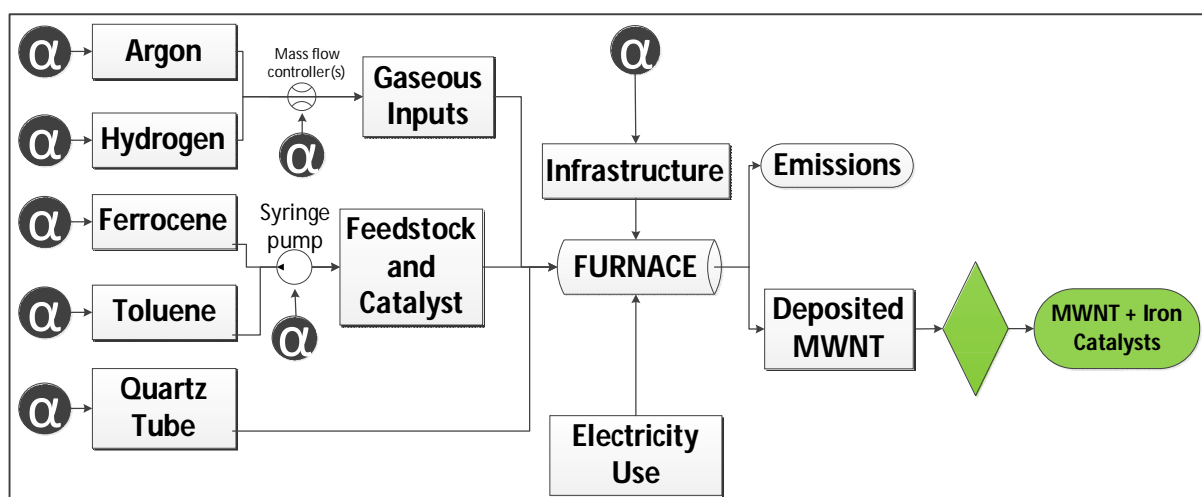 α
Argon
Mass flow
controller(s)
Gaseous
Inputs
α
α
Hydrogen
α
Infrastructure
Emissions
α
Ferrocene
Syringe
pump
Feedstock
and
Catalyst
FURNACE
α
Toluene
α
Deposited
MWNT
MWNT + Iron
Catalysts
α
Quartz
Tube
Electricity
Use